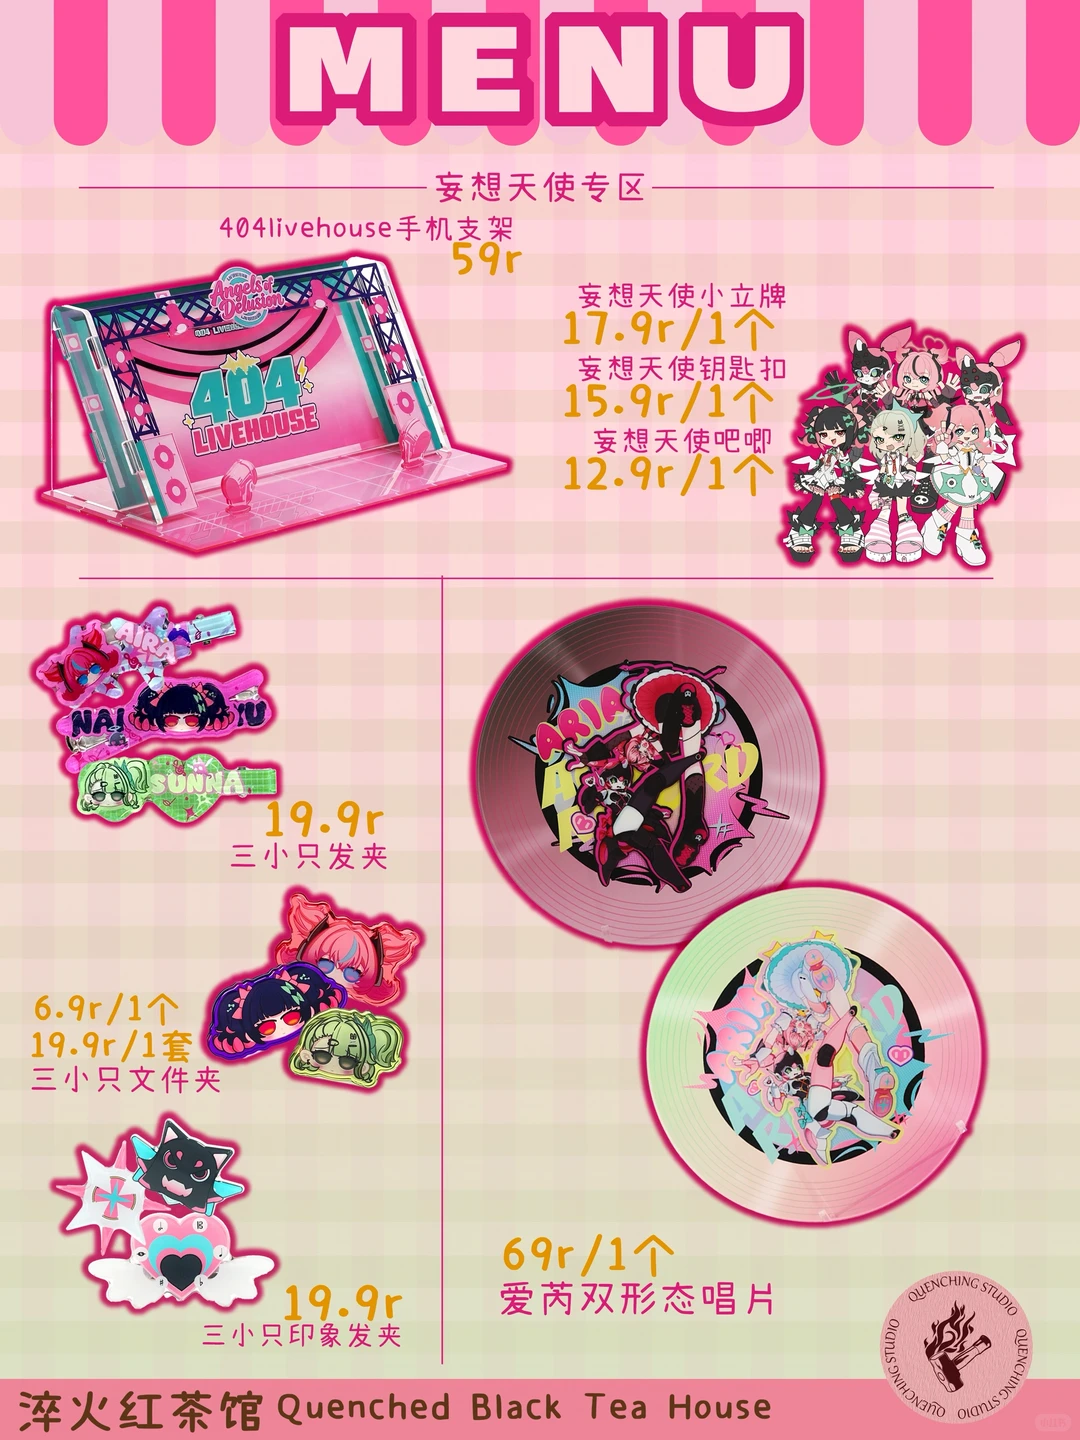 MENU
妄想天使专区
404livehouse手机支架
59r
Angels of
Delusion
404
LIVEHOUSE
妄想天使小立牌
17.9r/1个
妄想天使钥匙扣
15.9r/1个
妄想天使吧唧
12.9r/1个
AIRA
SUNNA
19.9r
三小只发夹
6.9r/1个
19.9r/1套
三小只文件夹
19.9r
三小只印象发夹
ARIA
69r/1个
爱芮双形态唱片
QUENCHING STUDIO
QUENCHING STUDIO
QUENCHING STUDIO
QUENCHING STUDIO
淬火红茶馆 Quenched Black Tea House